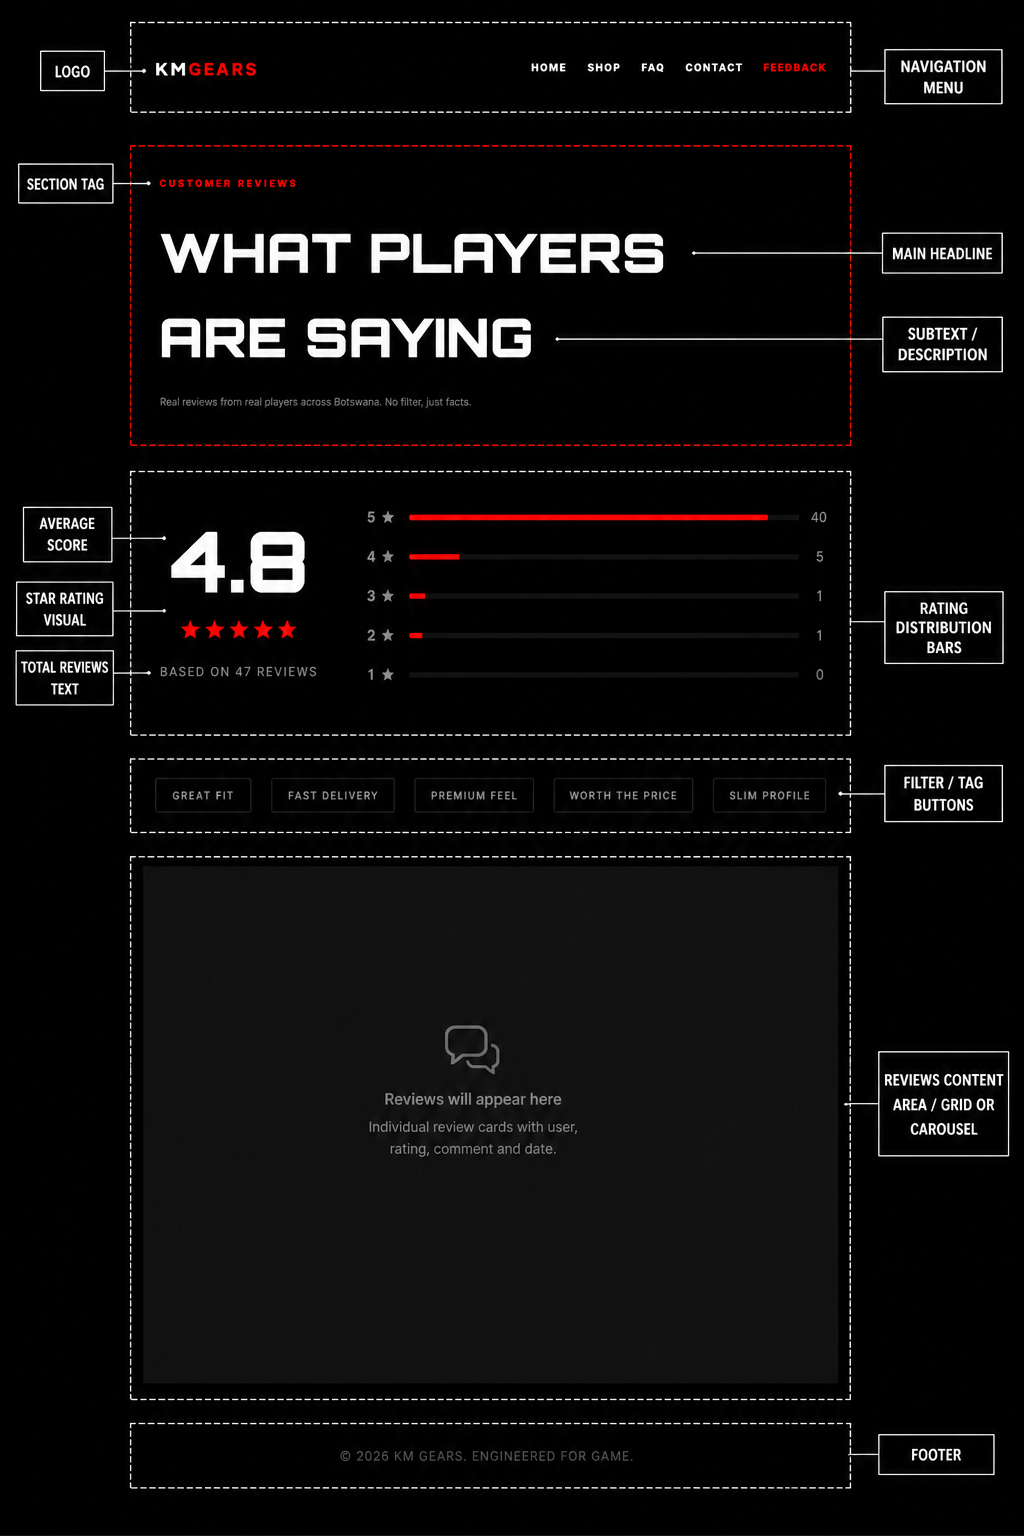 LOGO
KMGEARS
HOME SHOP FAQ CONTACT FEEDBACK
NAVIGATION
MENU
SECTION TAG
CUSTOMER REVIEWS
WHAT PLAYERS
MAIN HEADLINE
ARE SAYING
SUBTEXT /
DESCRIPTION
Real reviews from real players across Botswana. No filter, just facts.
AVERAGE
SCORE
4.8
STAR RATING
VISUAL
TOTAL REVIEWS
TEXT
BASED ON 47 REVIEWS
5 ★ 40
4 ★ 5
3 ★ 1
2 ★ 1
1 ★ 0
RATING
DISTRIBUTION
BARS
GREAT FIT
FAST DELIVERY
PREMIUM FEEL
WORTH THE PRICE
SLIM PROFILE
FILTER / TAG
BUTTONS
Reviews will appear here
Individual review cards with user,
rating, comment and date.
REVIEWS CONTENT
AREA / GRID OR
CAROUSEL
© 2026 KM GEARS. ENGINEERED FOR GAME.
FOOTER